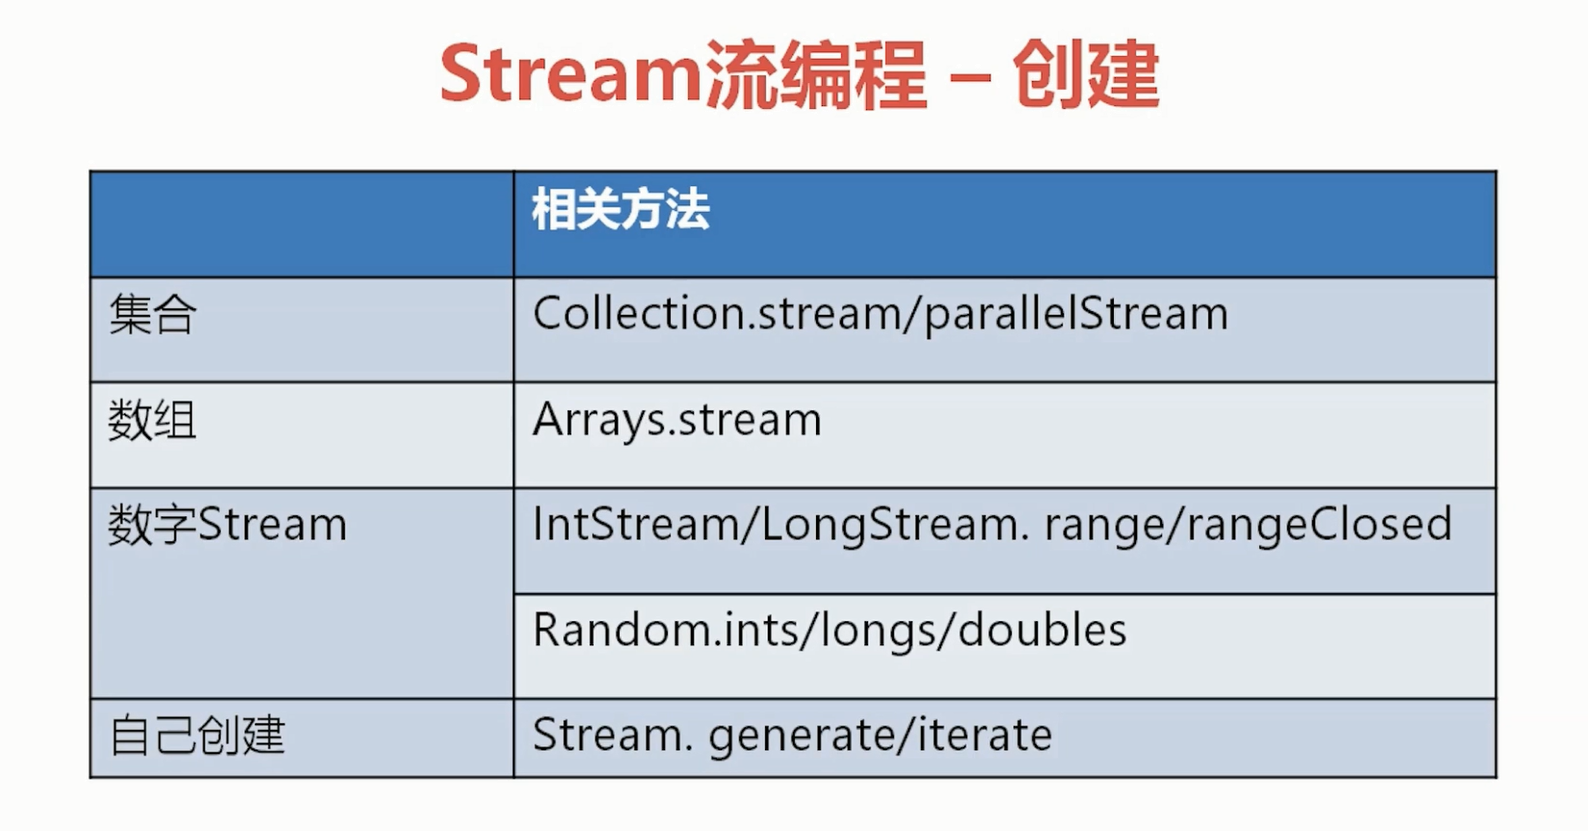 Stream流编程 – 创建
相关方法
集合
Collection.stream/parallelStream
数组
Arrays.stream
数字Stream
IntStream/LongStream. range/rangeClosed
Random.ints/longs/doubles
自己创建
Stream. generate/iterate